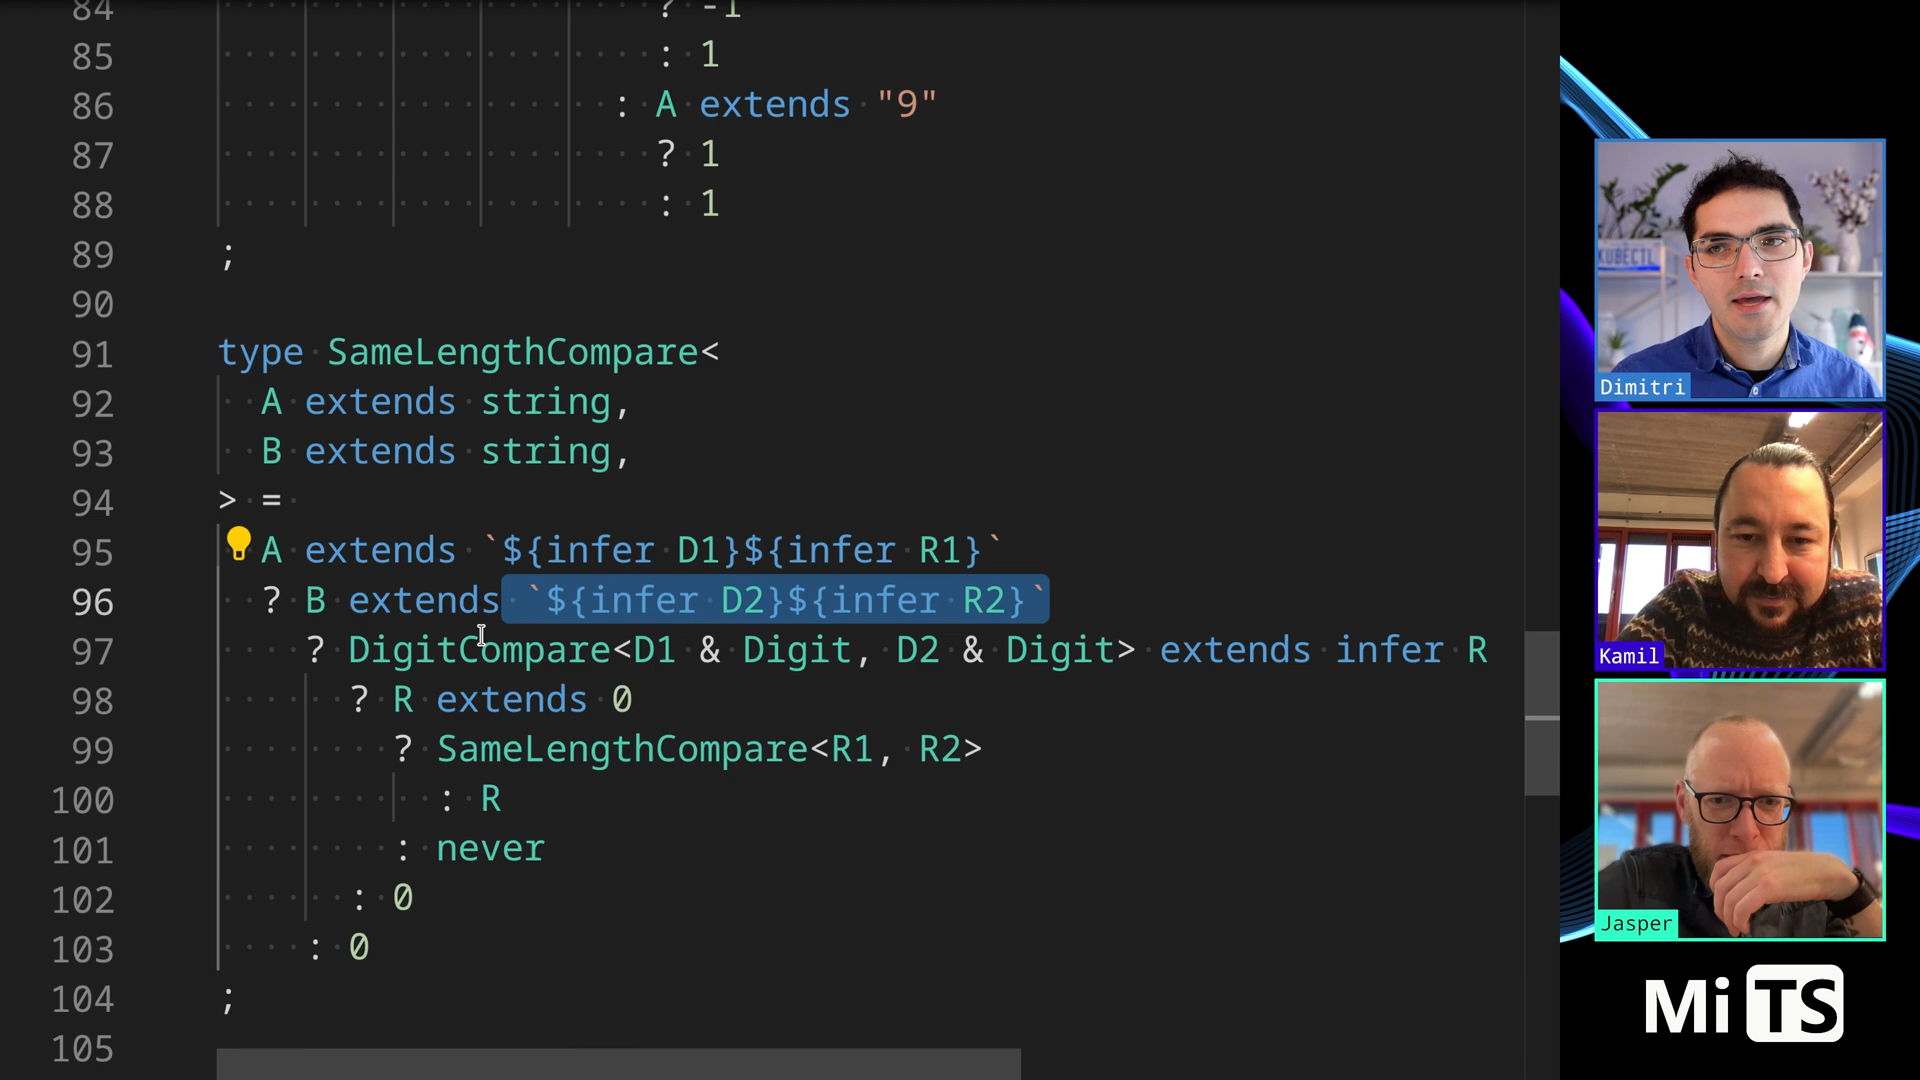 84 ? -1
85 : 1
86 : A extends "9"
87 ? 1
88 : 1
89 ;
90
91 type SameLengthCompare<
92 A extends string,
93 B extends string,
94 > =
95 A extends `${infer D1}${infer R1}`
96 ? B extends `${infer D2}${infer R2}`
97 ? DigitCompare<D1 & Digit, D2 & Digit> extends infer R
98 ? R extends 0
99 ? SameLengthCompare<R1, R2>
100 : R
101 : never
102 : 0
103 : 0
104 ;
105
KUBECTL
Dimitri
Kamil
Jasper
Mi TS